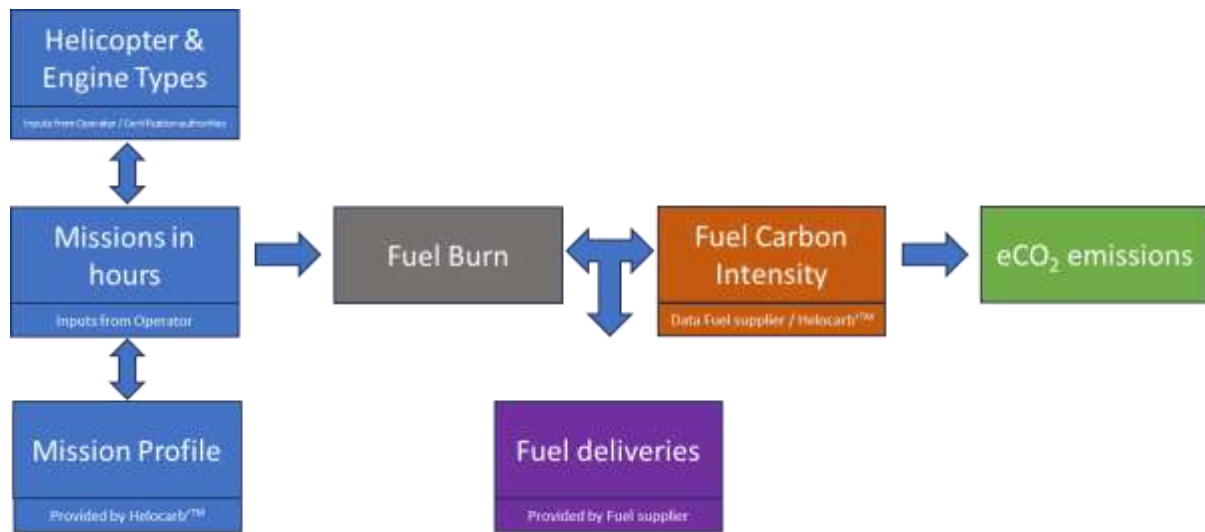 Helicopter &
Engine Types
Inputs from Operator / Certification authorities
Missions in
hours
Inputs from Operator
Mission Profile
Provided by Helocarb'™
Fuel Burn
Fuel deliveries
Provided by Fuel supplier
Fuel Carbon
Intensity
Data Fuel supplier / Helocarb'™
eCO₂ emissions